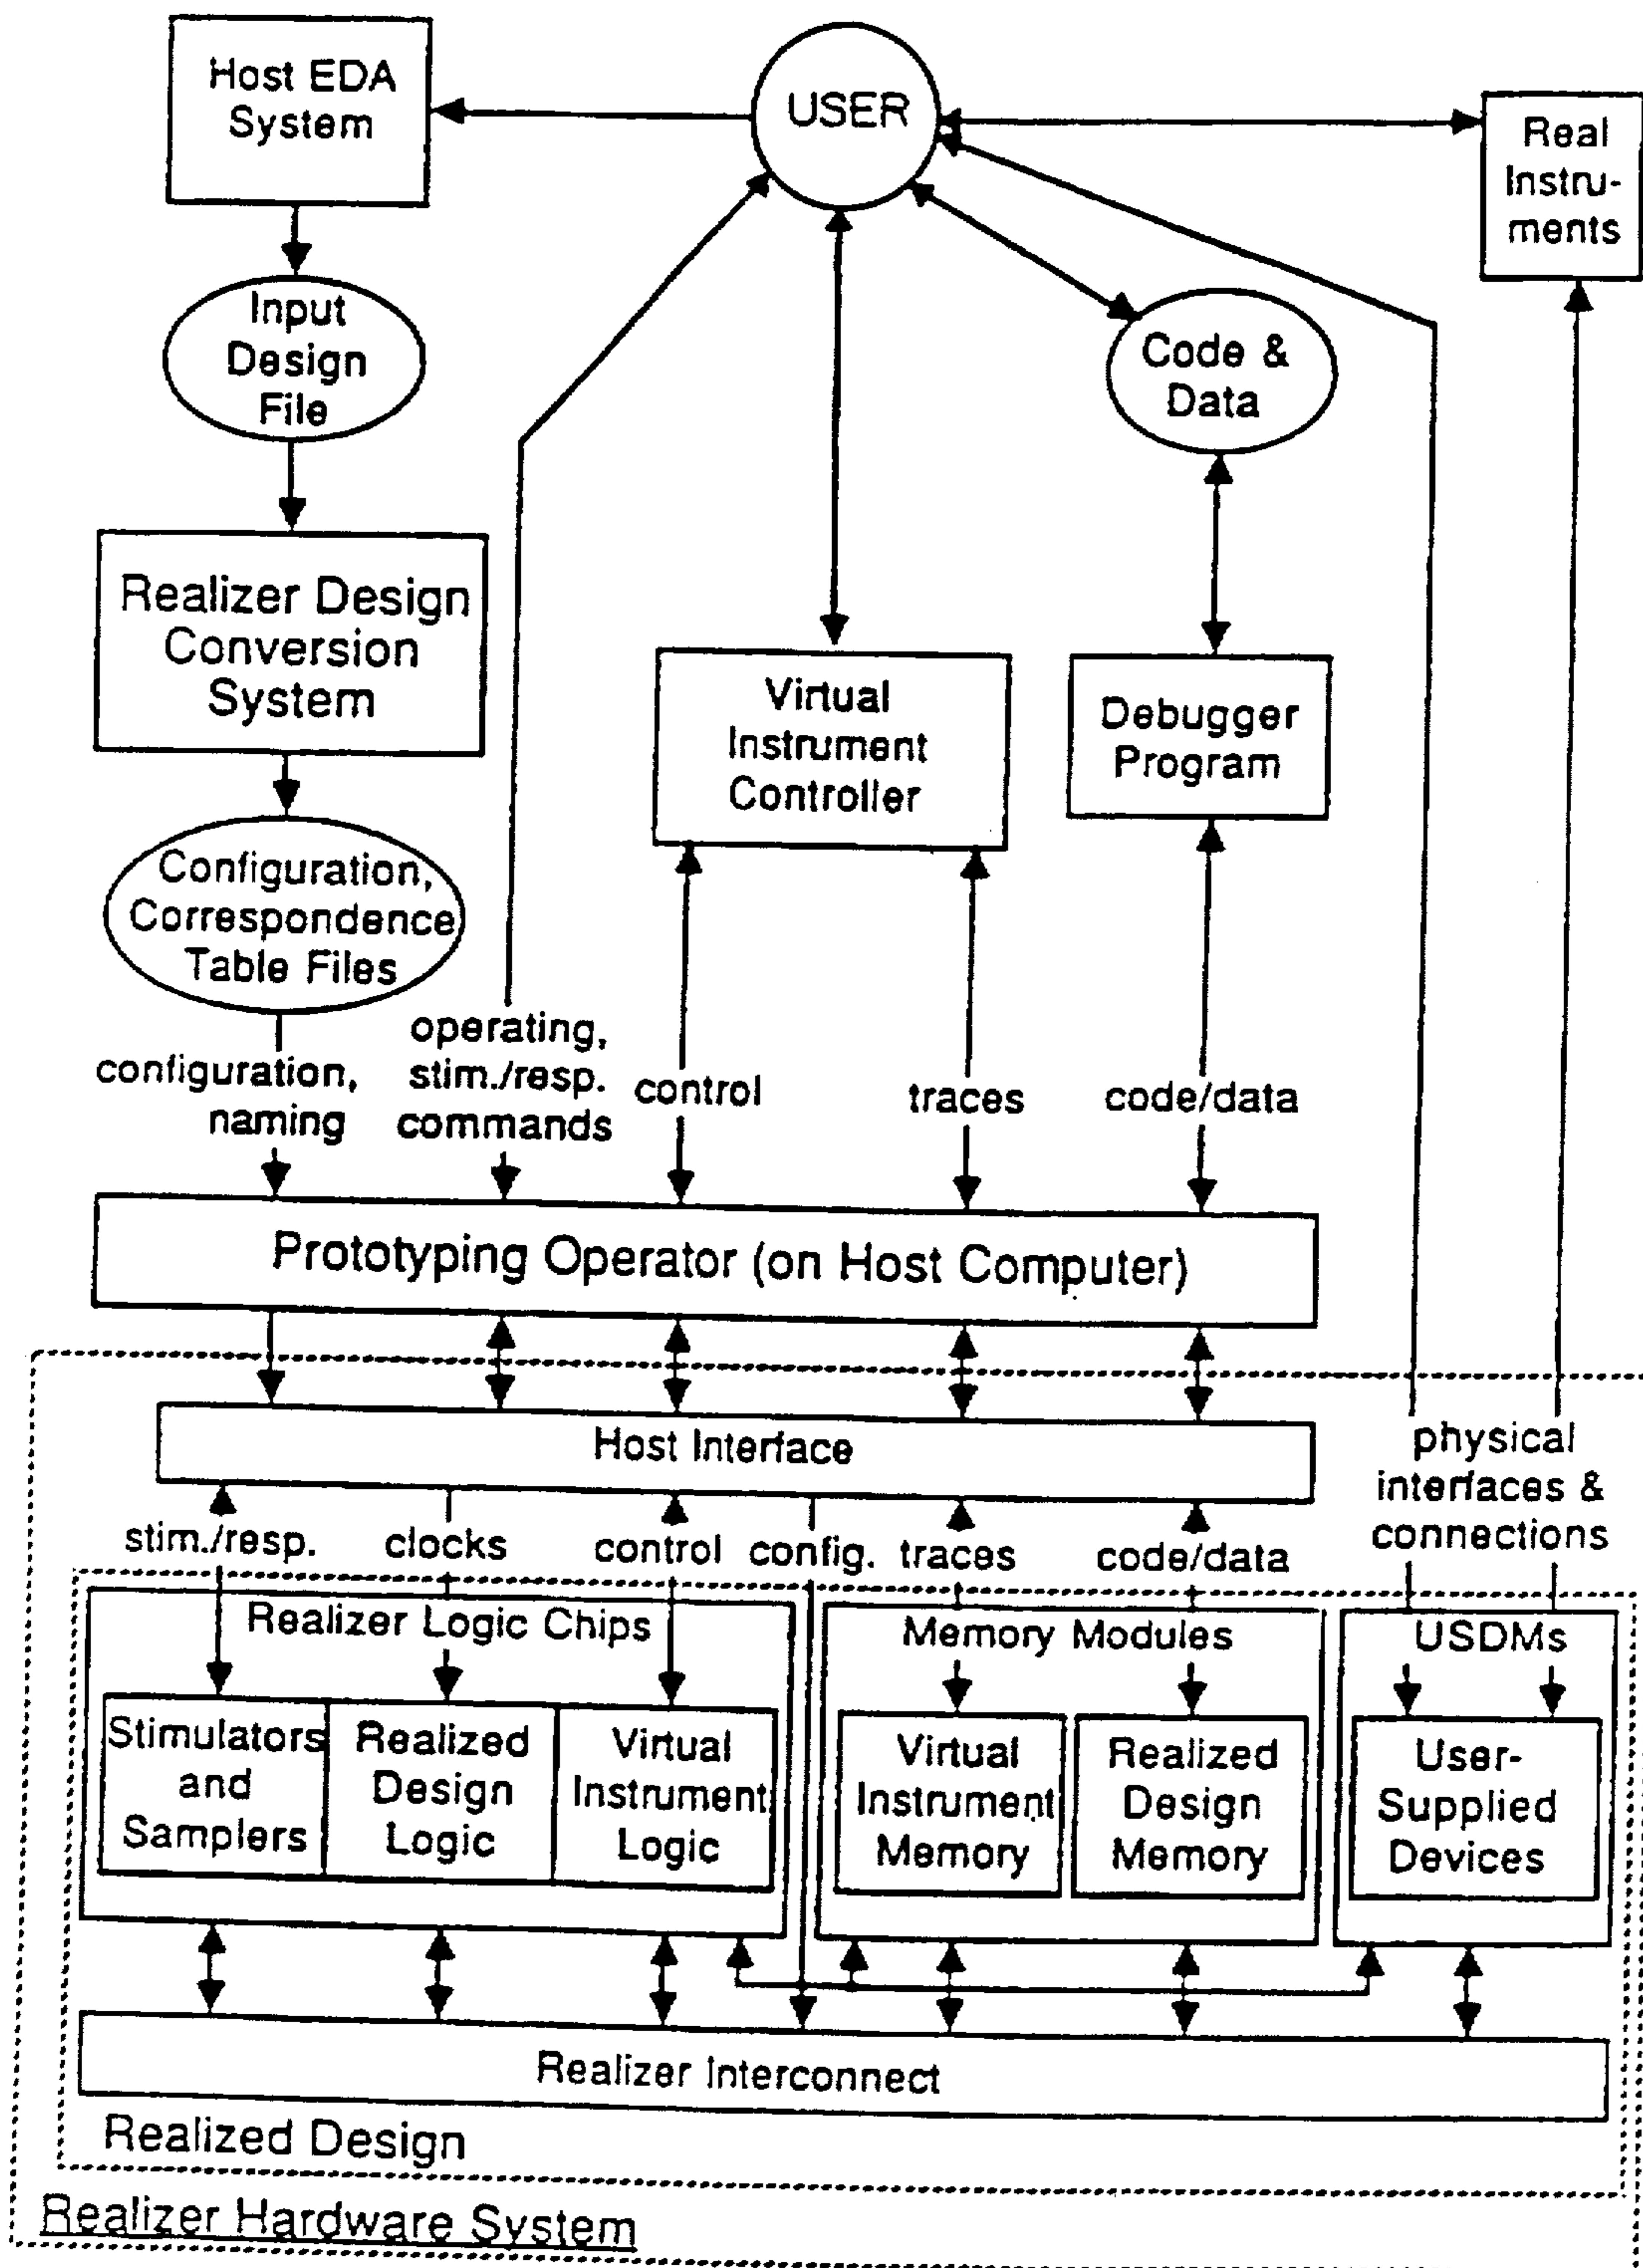 Host EDA
System
USER
Real
Instru-
ments
Input
Design
File
Code &
Data
Realizer Design
Conversion
System
Virtual
Instrument
Controller
Debugger
Program
Configuration,
Correspondence
Table Files
configuration,
naming
operating,
stim./resp.
commands
control
traces
code/data
Prototyping Operator (on Host Computer)
Host Interface
physical
interfaces &
connections
stim./resp.
clocks
control
config.
traces
code/data
Realizer Logic Chips
Memory Modules
USDMs
Stimulators
and
Samplers
Realized
Design
Logic
Virtual
Instrument
Logic
Virtual
Instrument
Memory
Realized
Design
Memory
User-
Supplied
Devices
Realizer Interconnect
Realized Design
Realizer Hardware System